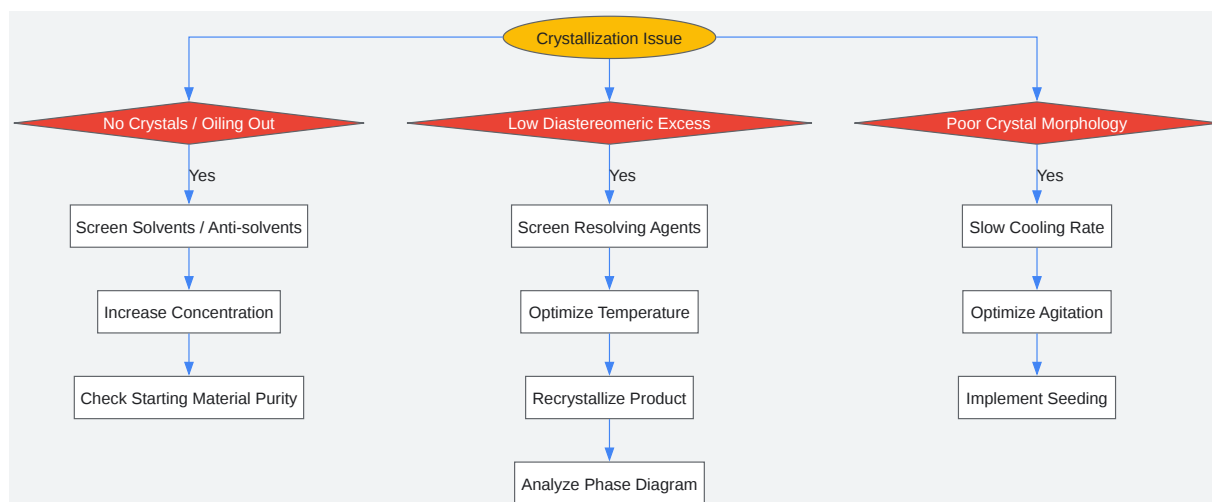 Crystallization Issue
No Crystals / Oiling Out
Low Diastereomeric Excess
Poor Crystal Morphology
Yes
Yes
Yes
Screen Solvents / Anti-solvents
Screen Resolving Agents
Slow Cooling Rate
Increase Concentration
Optimize Temperature
Optimize Agitation
Check Starting Material Purity
Recrystallize Product
Implement Seeding
Analyze Phase Diagram